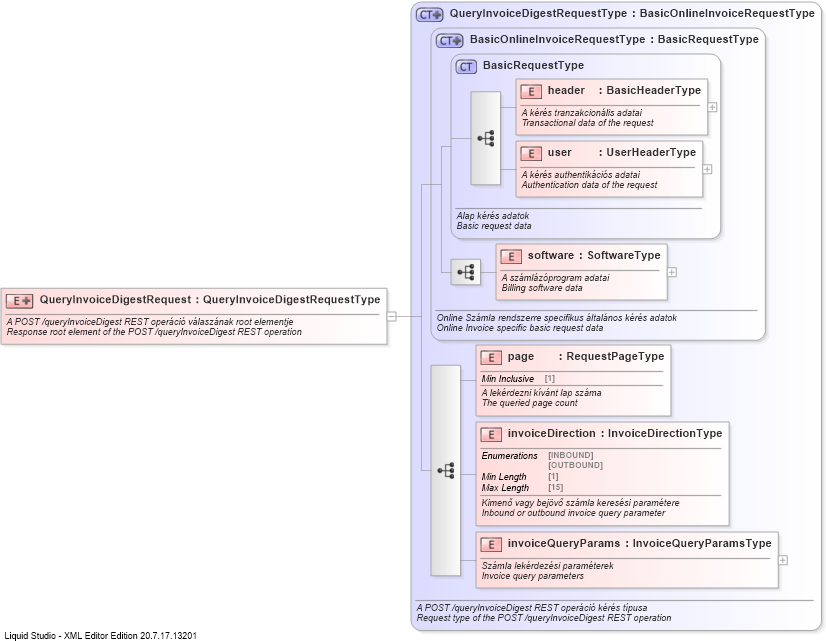 CT QueryInvoiceDigestRequestType : BasicOnlineInvoiceRequestType
CT BasicOnlineInvoiceRequestType : BasicRequestType
CT BasicRequestType
E header : BasicHeaderType
A kérés tranzakcionális adatai
Transactional data of the request
E user : UserHeaderType
A kérés authentikációs adatai
Authentication data of the request
Alap kérés adatok
Basic request data
E software : SoftwareType
A számlázóprogram adatai
Billing software data
Online Számla rendszerre specifikus általános kérés adatok
Online Invoice specific basic request data
E QueryInvoiceDigestRequest : QueryInvoiceDigestRequestType
A POST /queryInvoiceDigest REST operáció válaszának root elementje
Response root element of the POST /queryInvoiceDigest REST operation
E page : RequestPageType
Min Inclusive [1]
A lekérdezni kívánt lap száma
The queried page count
E invoiceDirection : InvoiceDirectionType
Enumerations [INBOUND]
[OUTBOUND]
Min Length [1]
Max Length [15]
Kimenő vagy bejövő számla keresési paramétere
Inbound or outbound invoice query parameter
E invoiceQueryParams : InvoiceQueryParamsType
Számla lekérdezési paraméterek
Invoice query parameters
A POST /queryInvoiceDigest REST operáció kérés típusa
Request type of the POST /queryInvoiceDigest REST operation
Liquid Studio - XML Editor Edition 20.7.17.13201